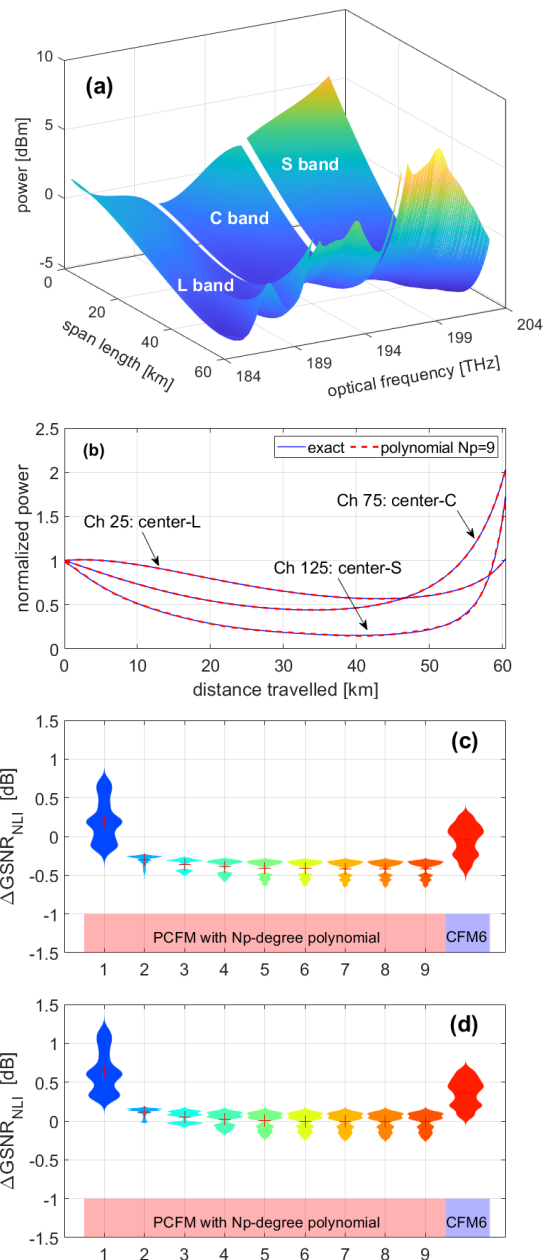 10
(a)
5
power [dBm]
S band
0
C band
-5
0
L band
20
204
span length [km]
40
199
194
60
189
184
optical frequency [THz]
2.5
(b)
exact
polynomial Np=9
2
normalized power
Ch 75: center-C
1.5
Ch 25: center-L
1
Ch 125: center-S
0.5
0
0 10 20 30 40 50 60
distance travelled [km]
1.5
(c)
1
0.5
ΔGSNR_NLI [dB]
0
-0.5
-1
PCFM with Np-degree polynomial
CFM6
-1.5
1 2 3 4 5 6 7 8 9
1.5
(d)
1
0.5
ΔGSNR_NLI [dB]
0
-0.5
-1
PCFM with Np-degree polynomial
CFM6
-1.5
1 2 3 4 5 6 7 8 9